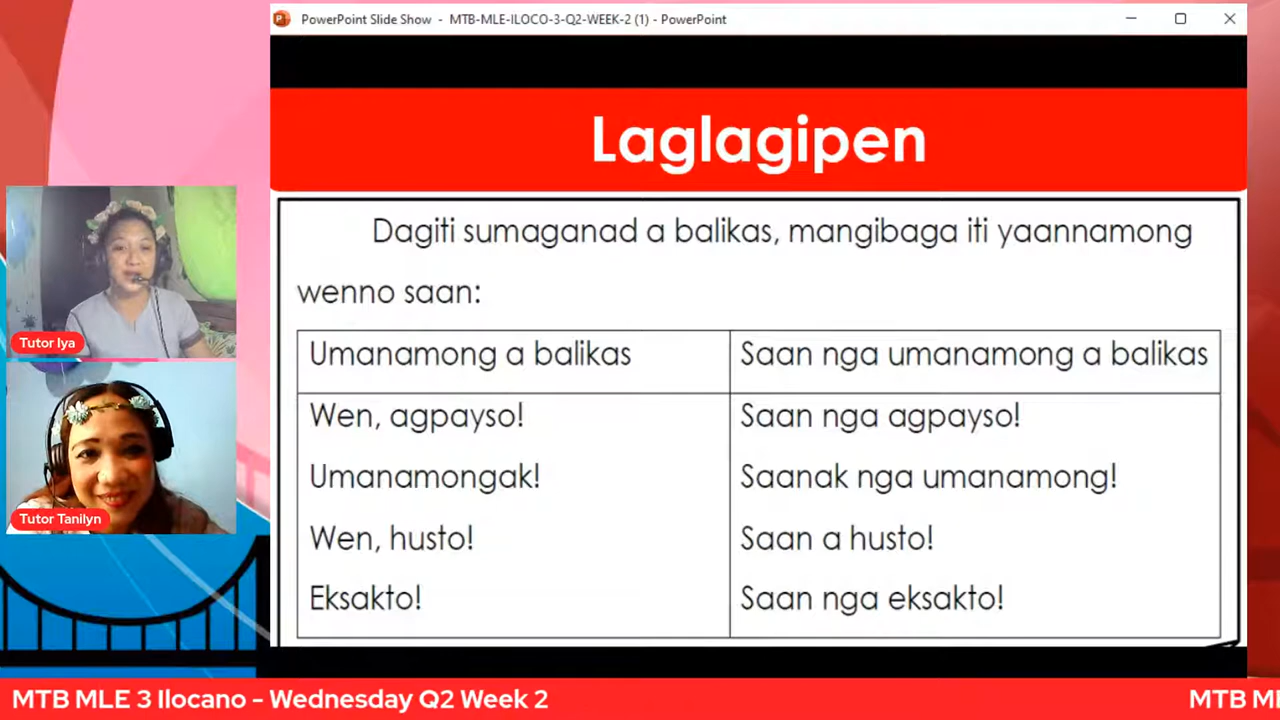 PowerPoint Slide Show - MTB-MLE-ILOCO-3-Q2-WEEK-2 (1) - PowerPoint
Laglagipen
Dagiti sumaganad a balikas, mangibaga iti yaannamong
wenno saan:
Umanamong a balikas
Saan nga umanamong a balikas
Wen, agpayso!
Saan nga agpayso!
Umanamongak!
Saanak nga umanamong!
Wen, husto!
Saan a husto!
Eksakto!
Saan nga eksakto!
Tutor Iya
Tutor Tanilyn
MTB MLE 3 Ilocano - Wednesday Q2 Week 2
MTB ML